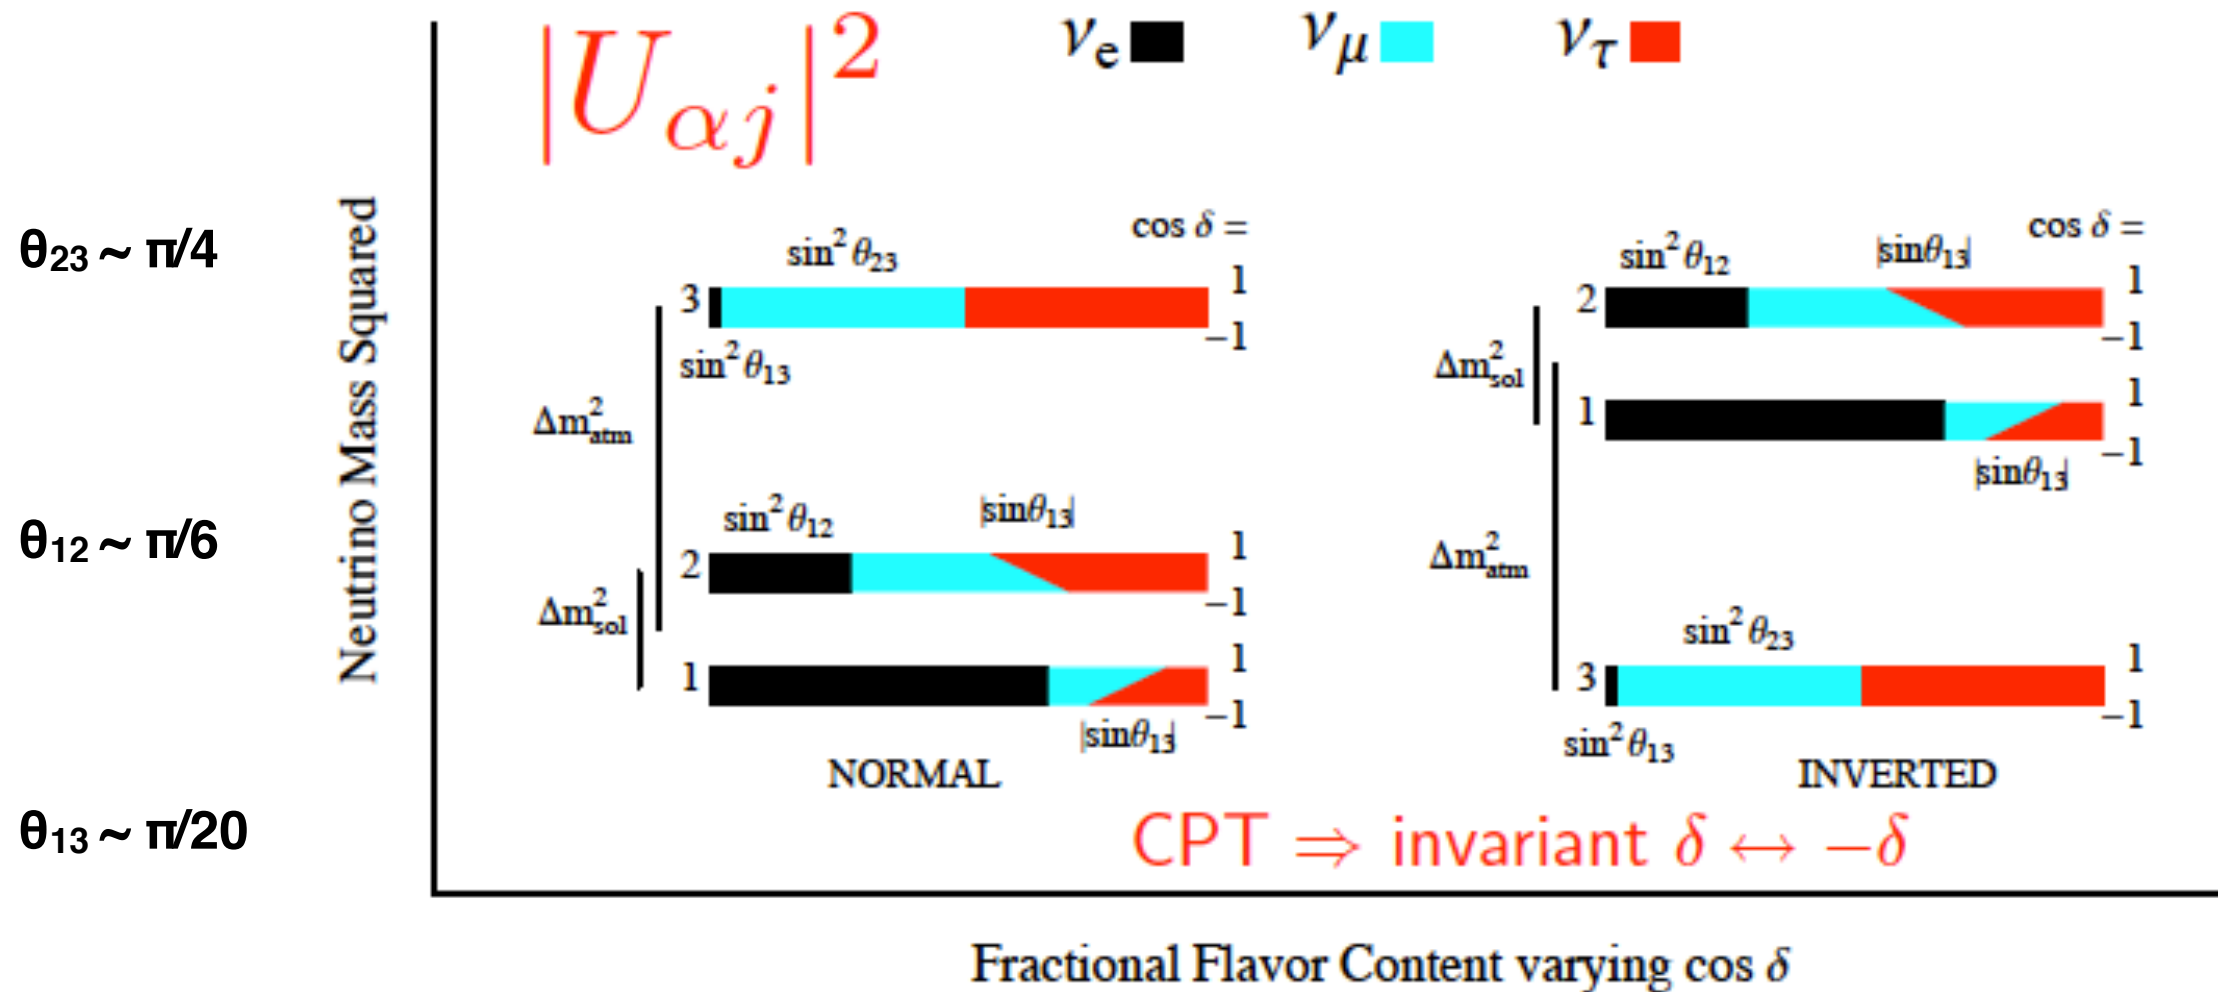 |U_{αj}|²
ν_e ν_μ ν_τ
θ₂₃ ~ π/4
θ₁₂ ~ π/6
θ₁₃ ~ π/20
Neutrino Mass Squared
cos δ =
sin²θ₂₃
3
1
−1
sin²θ₁₃
Δm²_atm
sin²θ₁₂
|sinθ₁₃|
2
1
−1
Δm²_sol
1
1
−1
|sinθ₁₃|
NORMAL
cos δ =
sin²θ₁₂
|sinθ₁₃|
2
1
−1
Δm²_sol
1
1
−1
|sinθ₁₃|
Δm²_atm
sin²θ₂₃
3
1
−1
sin²θ₁₃
INVERTED
CPT ⇒ invariant δ ↔ −δ
Fractional Flavor Content varying cos δ